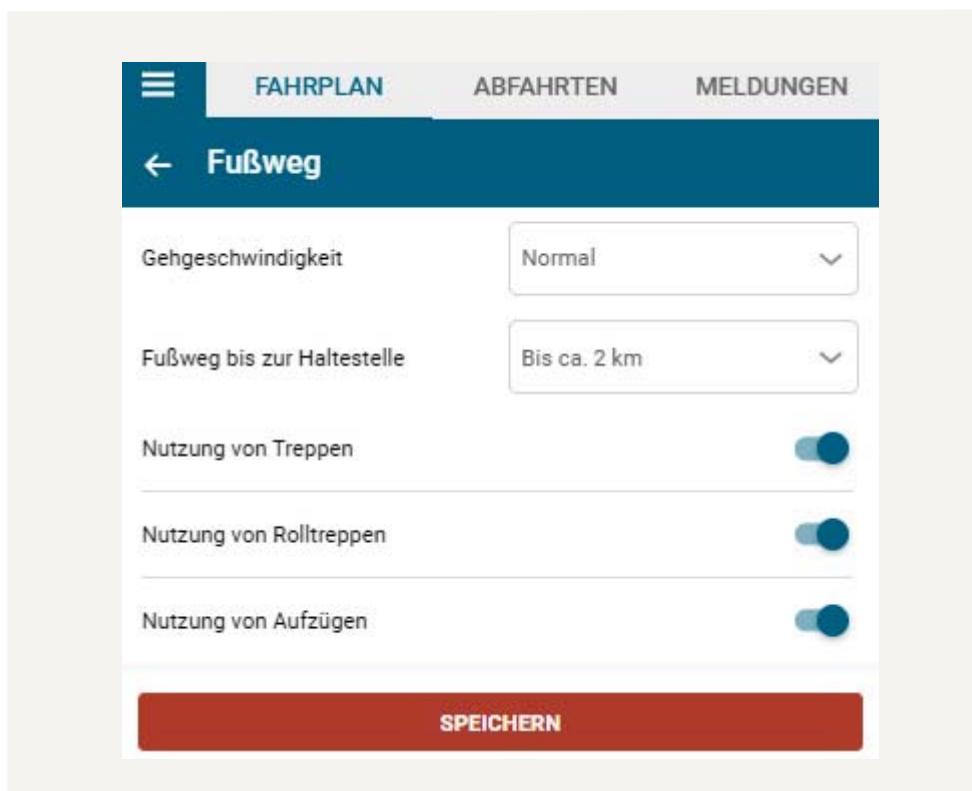 FAHRPLAN ABFAHRTEN MELDUNGEN
Fußweg
Gehgeschwindigkeit Normal
Fußweg bis zur Haltestelle Bis ca. 2 km
Nutzung von Treppen
Nutzung von Rolltreppen
Nutzung von Aufzügen
SPEICHERN